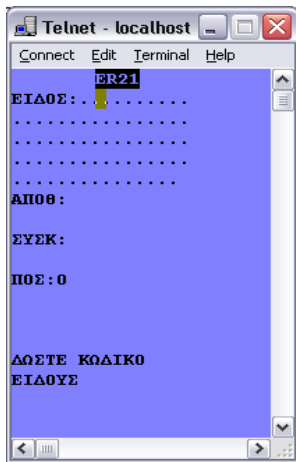 Telnet - localhost
Connect Edit Terminal Help
ER21
ΕΙΔΟΣ:..........
................
................
................
...............
ΑΠΟΘ:
ΣΥΣΚ:
ΠΟΣ:0
ΔΩΣΤΕ ΚΩΔΙΚΟ
ΕΙΔΟΥΣ